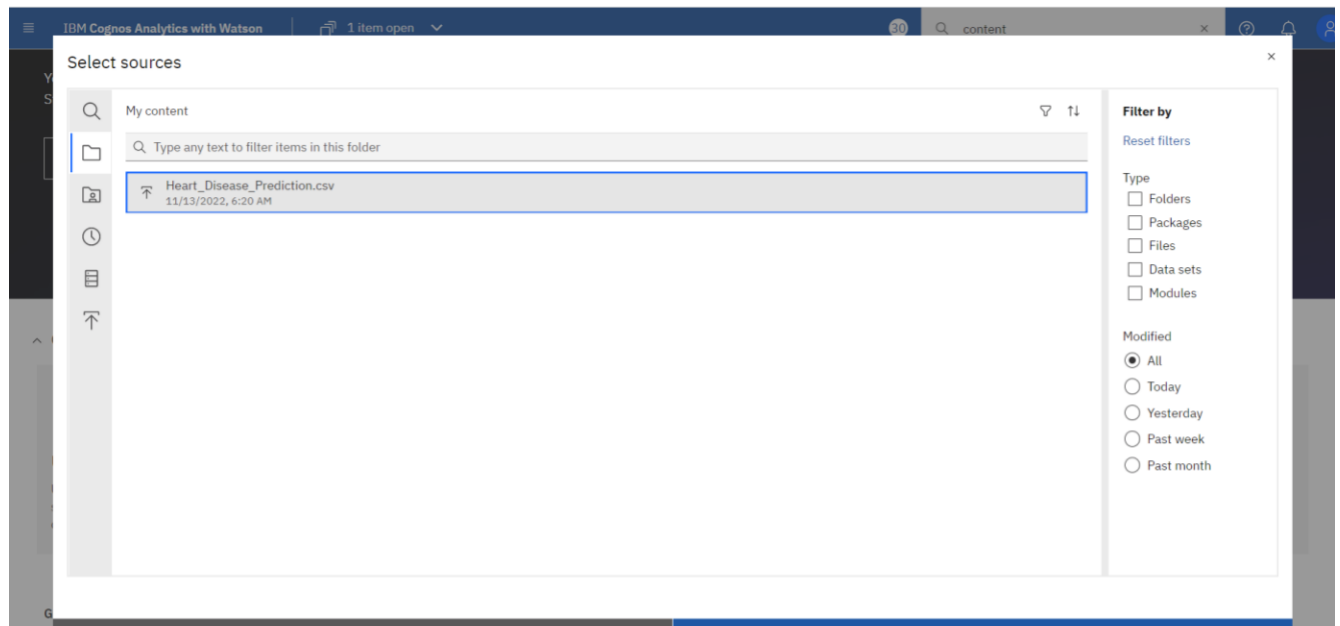 IBM Cognos Analytics with Watson
1 item open
30
content
Select sources
My content
Type any text to filter items in this folder
Heart_Disease_Prediction.csv
11/13/2022, 6:20 AM
Filter by
Reset filters
Type
Folders
Packages
Files
Data sets
Modules
Modified
All
Today
Yesterday
Past week
Past month